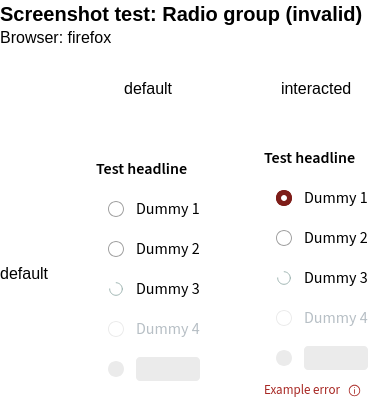 Screenshot test: Radio group (invalid)
Browser: firefox
default
interacted
default
Test headline
Dummy 1
Dummy 2
Dummy 3
Dummy 4
Test headline
Dummy 1
Dummy 2
Dummy 3
Dummy 4
Example error